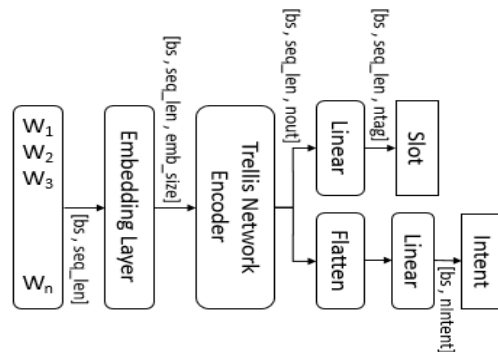 W1
W2
W3
Wn
[bs , seq_len]
Embedding Layer
[bs , seq_len , emb_size]
Trellis Network
Encoder
[bs , seq_len , nout]
Linear
[bs , seq_len , ntag]
Slot
Flatten
Linear
[bs , nIntent]
Intent